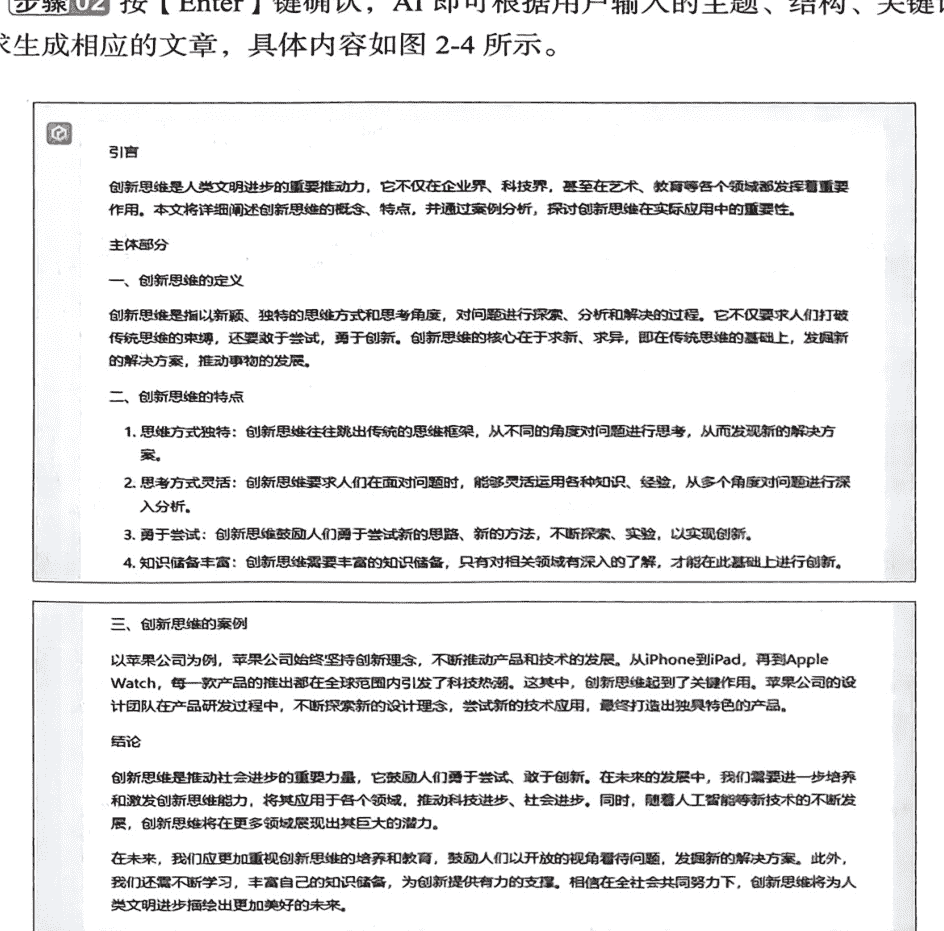 步骤 02 按【Enter】键确认，AI 即可根据用户输入的主题、结构、关键
求生成相应的文章，具体内容如图 2-4 所示。
引言
创新思维是人类文明进步的重要推动力，它不仅在企业界、科技界，甚至在艺术、教育等各个领域都发挥着重要
作用。本文将详细阐述创新思维的概念、特点，并通过案例分析，探讨创新思维在实际应用中的重要性。
主体部分
一、创新思维的定义
创新思维是指以新颖、独特的思维方式和思考角度，对问题进行探索、分析和解决的过程。它不仅要求人们打破
传统思维的束缚，还要敢于尝试，勇于创新。创新思维的核心在于求新、求异，即在传统思维的基础上，发掘新
的解决方案，推动事物的发展。
二、创新思维的特点
1. 思维方式独特：创新思维往往跳出传统的思维框架，从不同的角度对问题进行思考，从而发现新的解决方
案。
2. 思考方式灵活：创新思维要求人们在面对问题时，能够灵活运用各种知识、经验，从多个角度对问题进行深
入分析。
3. 勇于尝试：创新思维鼓励人们勇于尝试新的思路、新的方法，不断探索、实验，以实现创新。
4. 知识储备丰富：创新思维需要丰富的知识储备，只有对相关领域有深入的了解，才能在此基础上进行创新。
三、创新思维的案例
以苹果公司为例，苹果公司始终坚持创新理念，不断推动产品和技术的发展。从iPhone到iPad，再到Apple
Watch，每一款产品的推出都在全球范围内引发了科技热潮。这其中，创新思维起到了关键作用。苹果公司的设
计团队在产品研发过程中，不断探索新的设计理念，尝试新的技术应用，最终打造出独具特色的产品。
结论
创新思维是推动社会进步的重要力量，它鼓励人们勇于尝试、敢于创新。在未来的发展中，我们需要进一步培养
和激发创新思维能力，将其应用于各个领域，推动科技进步、社会进步。同时，随着人工智能等新技术的不断发
展，创新思维将在更多领域展现出其巨大的潜力。
在未来，我们应更加重视创新思维的培养和教育，鼓励人们以开放的视角看待问题，发掘新的解决方案。此外，
我们还需不断学习，丰富自己的知识储备，为创新提供有力的支撑。相信在全社会共同努力下，创新思维将为人
类文明进步描绘出更加美好的未来。